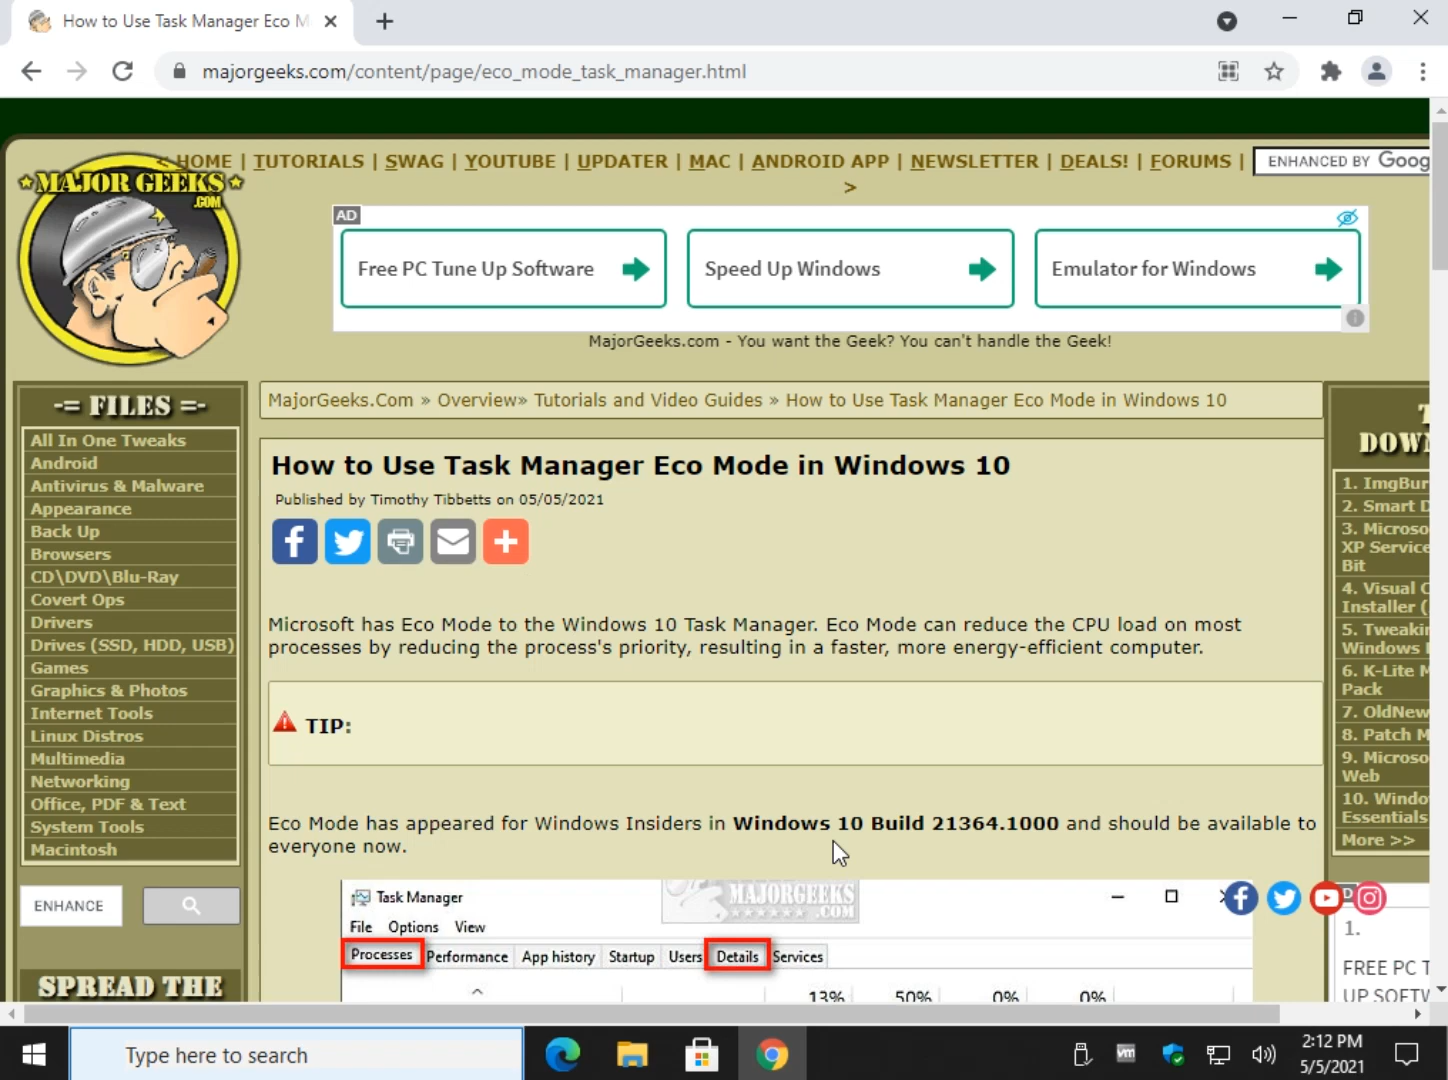 How to Use Task Manager Eco M
majorgeeks.com/content/page/eco_mode_task_manager.html
< HOME | TUTORIALS | SWAG | YOUTUBE | UPDATER | MAC | ANDROID APP | NEWSLETTER | DEALS! | FORUMS |
>
ENHANCED BY Goog
MAJOR GEEKS
.COM
AD
Free PC Tune Up Software
Speed Up Windows
Emulator for Windows
MajorGeeks.com - You want the Geek? You can't handle the Geek!
-= FILES =-
All In One Tweaks
Android
Antivirus & Malware
Appearance
Back Up
Browsers
CD\DVD\Blu-Ray
Covert Ops
Drivers
Drives (SSD, HDD, USB)
Games
Graphics & Photos
Internet Tools
Linux Distros
Multimedia
Networking
Office, PDF & Text
System Tools
Macintosh
ENHANCE
SPREAD THE
MajorGeeks.Com » Overview» Tutorials and Video Guides » How to Use Task Manager Eco Mode in Windows 10
How to Use Task Manager Eco Mode in Windows 10
Published by Timothy Tibbetts on 05/05/2021
Microsoft has Eco Mode to the Windows 10 Task Manager. Eco Mode can reduce the CPU load on most
processes by reducing the process's priority, resulting in a faster, more energy-efficient computer.
TIP:
Eco Mode has appeared for Windows Insiders in Windows 10 Build 21364.1000 and should be available to
everyone now.
Task Manager
MAJORGEEKS
.COM
File Options View
Processes Performance App history Startup Users Details Services
13% 50% 0% 0%
T
DOW
1. ImgBur
2. Smart D
3. Microso
XP Service
Bit
4. Visual C
Installer (
5. Tweakin
Windows
6. K-Lite M
Pack
7. OldNew
8. Patch M
9. Microso
Web
10. Windo
Essentials
More >>
1.
FREE PC T
UP SOFTW
Type here to search
vm
2:12 PM
5/5/2021